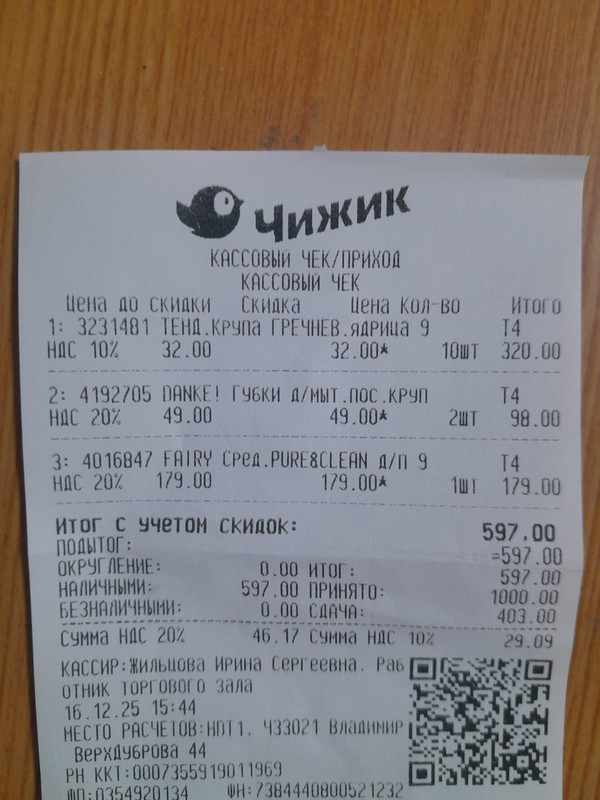 Чижик
КАССОВЫЙ ЧЕК/ПРИХОД
КАССОВЫЙ ЧЕК
Цена до скидки Скидка Цена Кол-во Итого
1: 3231481 ТЕНД.Крупа ГРЕЧНЕВ.ядрица 9 Т4
НДС 10% 32.00 32.00* 10шт 320.00
2: 4192705 DANKE! Губки д/мыт.пос.круп Т4
НДС 20% 49.00 49.00* 2шт 98.00
3: 4016847 FAIRY Сред.PURE&CLEAN д/п 9 Т4
НДС 20% 179.00 179.00* 1шт 179.00
Итог с учетом скидок: 597.00
ПОДЫТОГ: =597.00
ОКРУГЛЕНИЕ: 0.00 ИТОГ: 597.00
НАЛИЧНЫМИ: 597.00 ПРИНЯТО: 1000.00
БЕЗНАЛИЧНЫМИ: 0.00 СДАЧА: 403.00
Сумма НДС 20% 46.17 Сумма НДС 10% 29.09
КАССИР:Жильцова Ирина Сергеевна. Раб
отник торгового зала
16.12.25 15:44
МЕСТО РАСЧЕТОВ:НПТ1, Ч33021 Владимир
Верхдуброва 44
РН ККТ:0007355919011969
ФП:0354920134 ФН:7384440800521232